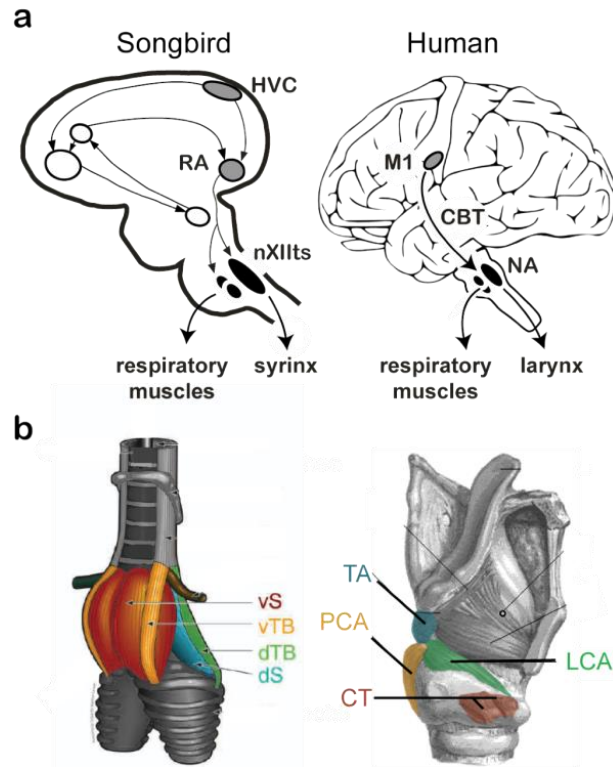 a
Songbird
HVC
RA
nXIIts
respiratory
muscles
syrinx
Human
M1
CBT
NA
respiratory
muscles
larynx
b
vS
vTB
dTB
dS
TA
PCA
LCA
CT